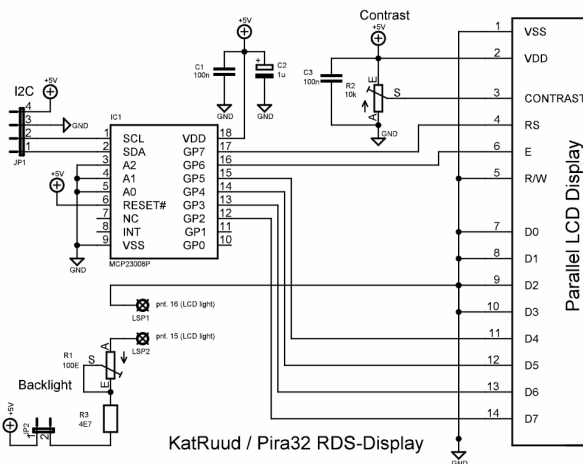 Contrast
+5V
+5V
C1
100n
C2
1u
+
C3
100n
R2
10k
E
S
A
GND
GND
GND
I2C
+5V
4
3
2
1
GND
JP1
IC1
1 SCL VDD 18
2 SDA GP7 17
3 A2 GP6 16
4 A1 GP5 15
5 A0 GP4 14
6 RESET# GP3 13
7 NC GP2 12
8 INT GP1 11
9 VSS GP0 10
MCP23008P
+5V
GND
1 VSS
2 VDD
3 CONTRAST
4 RS
6 E
5 R/W
7 D0
8 D1
9 D2
10 D3
11 D4
12 D5
13 D6
14 D7
Parallel LCD Display
GND
pnt. 16 (LCD light)
LSP1
pnt. 15 (LCD light)
LSP2
R1
100E
A
S
E
Backlight
+5V
JP2
1
2
R3
4E7
KatRuud / Pira32 RDS-Display